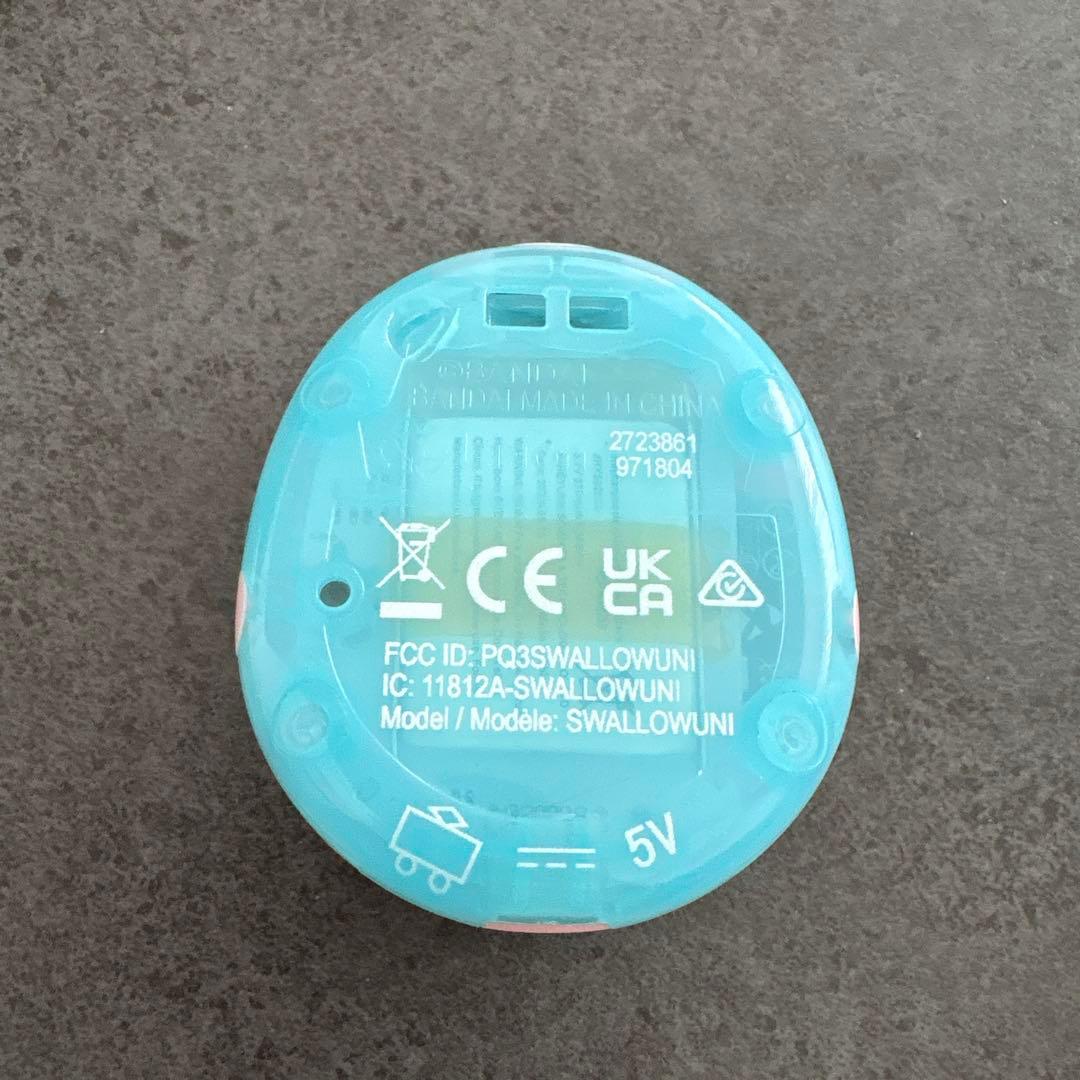 ©BANDAI
BANDAI MADE IN CHINA
2723861
971804
CE UK CA
FCC ID: PQ3SWALLOWUNI
IC: 11812A-SWALLOWUNI
Model / Modèle: SWALLOWUNI
5V